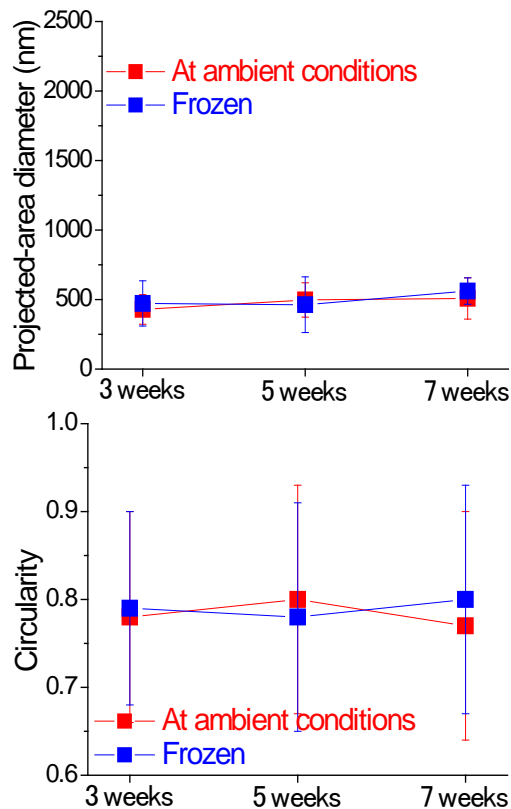 Projected-area diameter (nm)
2500
2000
1500
1000
500
0
At ambient conditions
Frozen
3 weeks 5 weeks 7 weeks
Circularity
1.0
0.9
0.8
0.7
0.6
At ambient conditions
Frozen
3 weeks 5 weeks 7 weeks